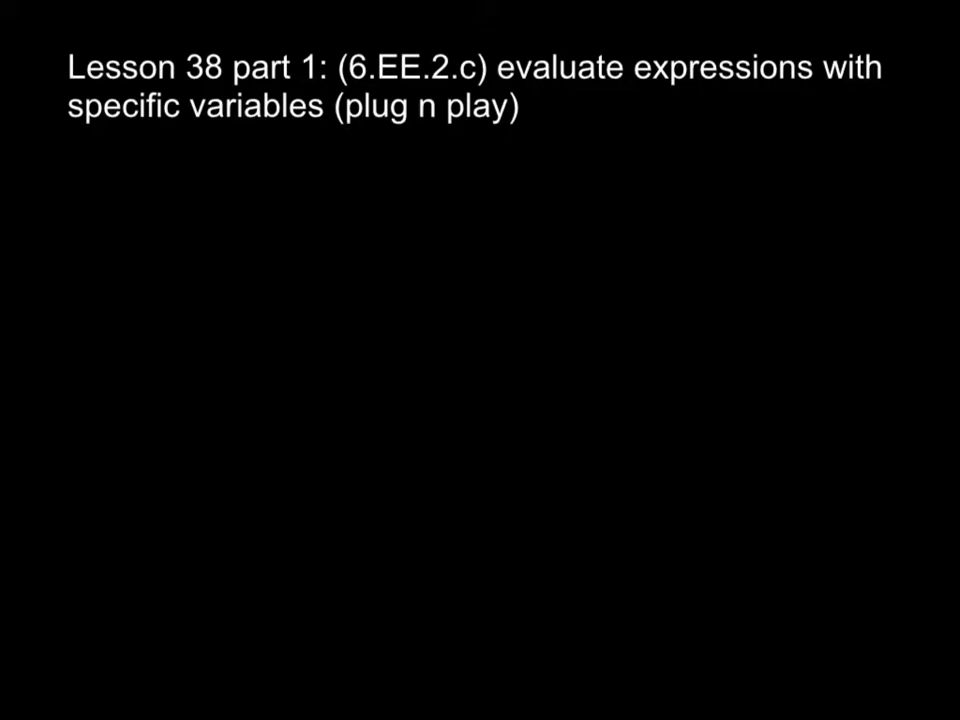 Lesson 38 part 1: (6.EE.2.c) evaluate expressions with
specific variables (plug n play)